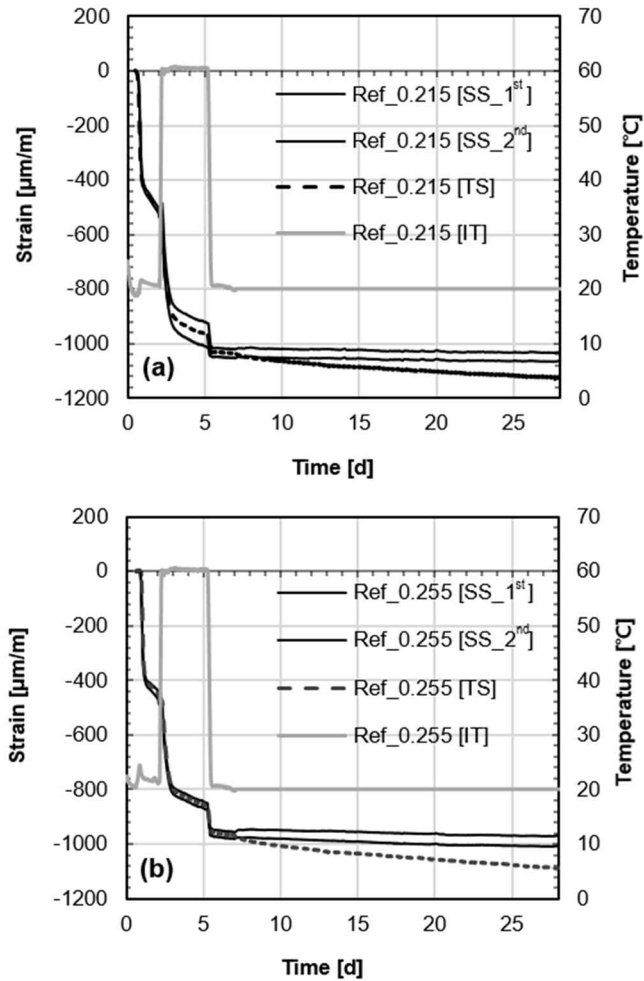 200
0
-200
-400
-600
-800
-1000
-1200
70
60
50
40
30
20
10
0
Strain [µm/m]
Temperature [℃]
Ref_0.215 [SS_1st]
Ref_0.215 [SS_2nd]
Ref_0.215 [TS]
Ref_0.215 [IT]
(a)
0 5 10 15 20 25
Time [d]
200
0
-200
-400
-600
-800
-1000
-1200
70
60
50
40
30
20
10
0
Strain [µm/m]
Temperature [℃]
Ref_0.255 [SS_1st]
Ref_0.255 [SS_2nd]
Ref_0.255 [TS]
Ref_0.255 [IT]
(b)
0 5 10 15 20 25
Time [d]